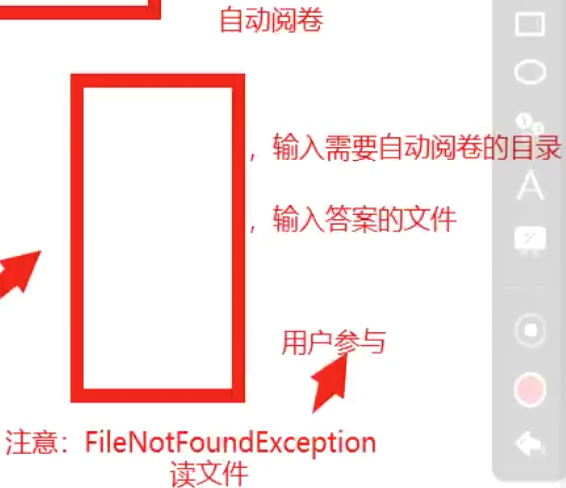 自动阅卷
，输入需要自动阅卷的目录
，输入答案的文件
用户参与
注意：FileNotFoundException
读文件